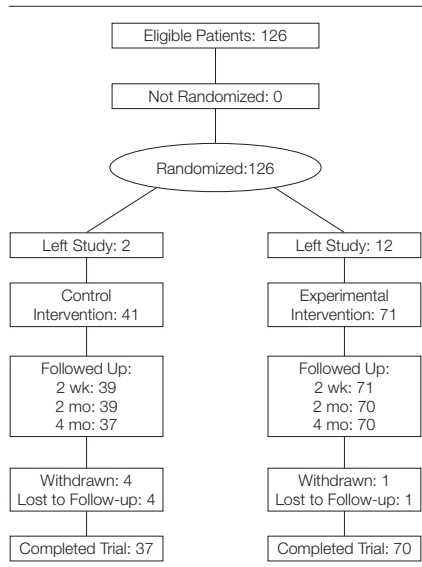 Eligible Patients: 126
Not Randomized: 0
Randomized:126
Left Study: 2
Left Study: 12
Control
Intervention: 41
Experimental
Intervention: 71
Followed Up:
2 wk: 39
2 mo: 39
4 mo: 37
Followed Up:
2 wk: 71
2 mo: 70
4 mo: 70
Withdrawn: 4
Lost to Follow-up: 4
Withdrawn: 1
Lost to Follow-up: 1
Completed Trial: 37
Completed Trial: 70